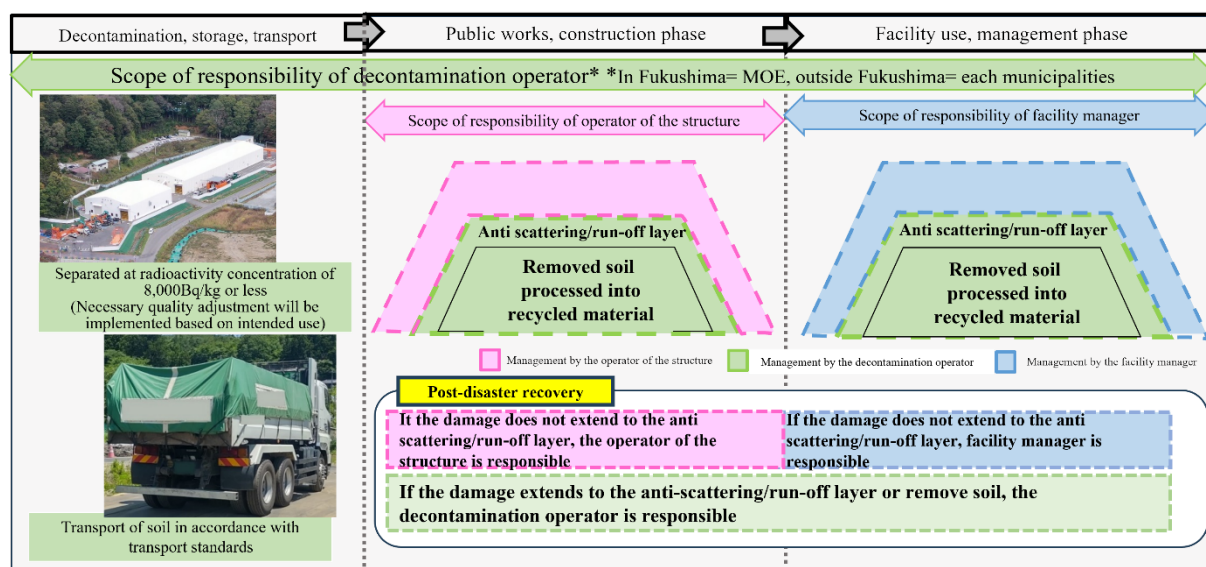 Decontamination, storage, transport
Public works, construction phase
Facility use, management phase
Scope of responsibility of decontamination operator* *In Fukushima= MOE, outside Fukushima= each municipalities
Scope of responsibility of operator of the structure
Scope of responsibility of facility manager
Separated at radioactivity concentration of
8,000Bq/kg or less
(Necessary quality adjustment will be
implemented based on intended use)
Transport of soil in accordance with
transport standards
Anti scattering/run-off layer
Removed soil
processed into
recycled material
Anti scattering/run-off layer
Removed soil
processed into
recycled material
Management by the operator of the structure
Management by the decontamination operator
Management by the facility manager
Post-disaster recovery
It the damage does not extend to the anti
scattering/run-off layer, the operator of the
structure is responsible
If the damage does not extend to the anti
scattering/run-off layer, facility manager is
responsible
If the damage extends to the anti-scattering/run-off layer or remove soil, the
decontamination operator is responsible